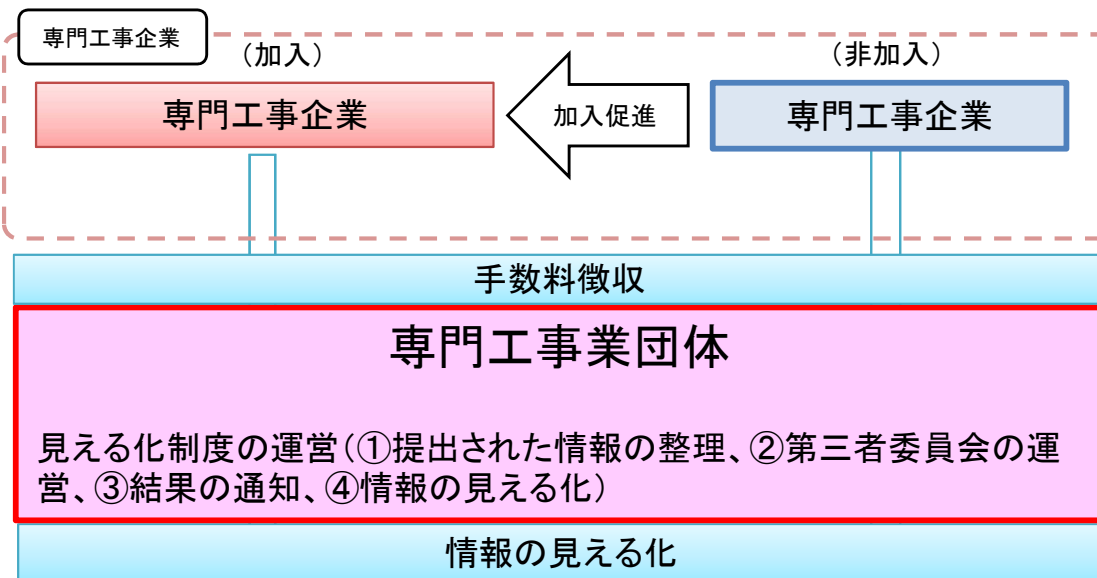 専門工事企業
（加入）
（非加入）
専門工事企業
加入促進
専門工事企業
手数料徴収
専門工事業団体
見える化制度の運営（①提出された情報の整理、②第三者委員会の運
営、③結果の通知、④情報の見える化）
情報の見える化